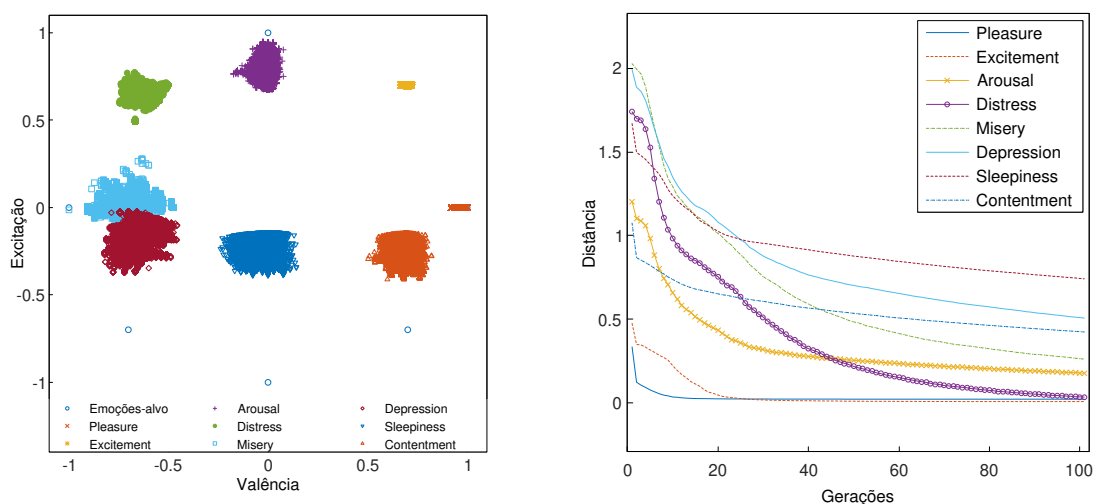 1
0.5
0
-0.5
-1
Excitação
-1
-0.5
0
0.5
1
Valência
Emoções-alvo
Pleasure
Excitement
Arousal
Distress
Misery
Depression
Sleepiness
Contentment
2
1.5
1
0.5
0
Distância
0
20
40
60
80
100
Gerações
Pleasure
Excitement
Arousal
Distress
Misery
Depression
Sleepiness
Contentment